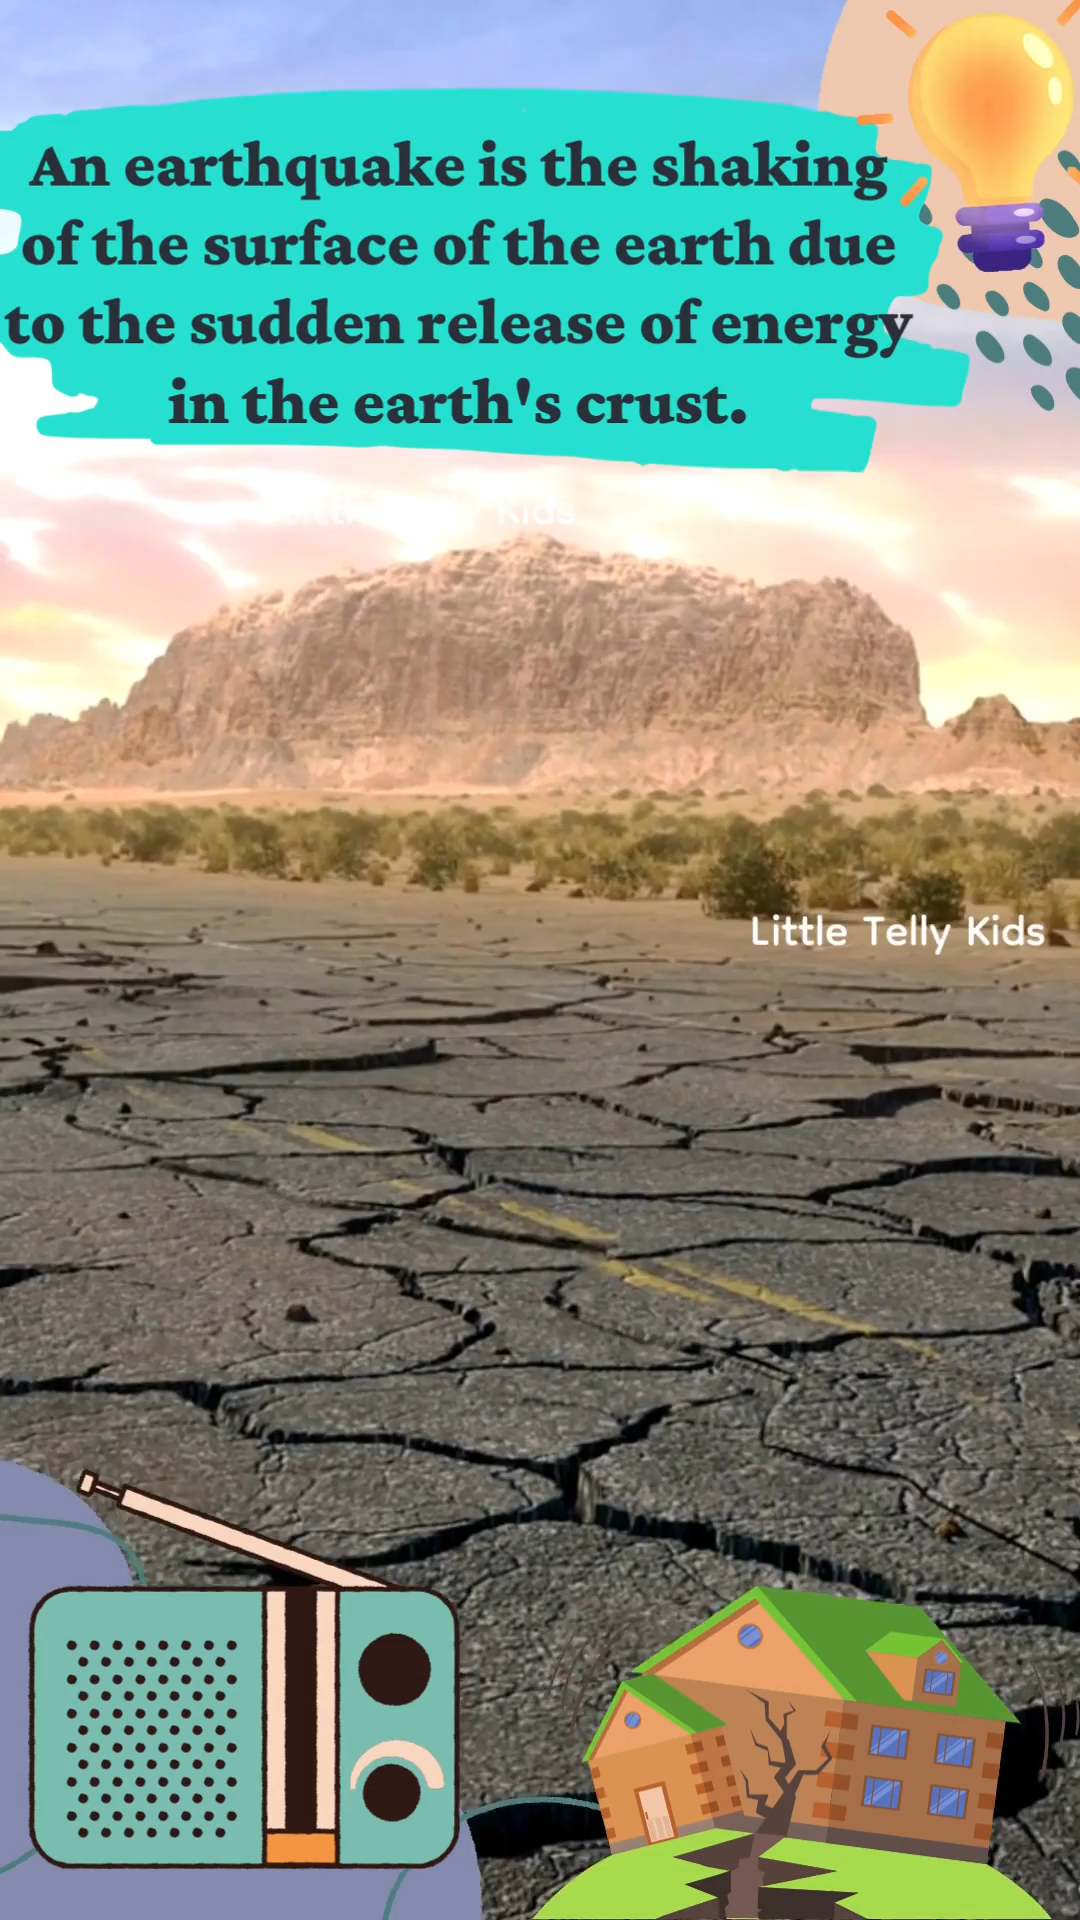 An earthquake is the shaking
of the surface of the earth due
to the sudden release of energy
in the earth's crust.
Kids
Little Telly Kids